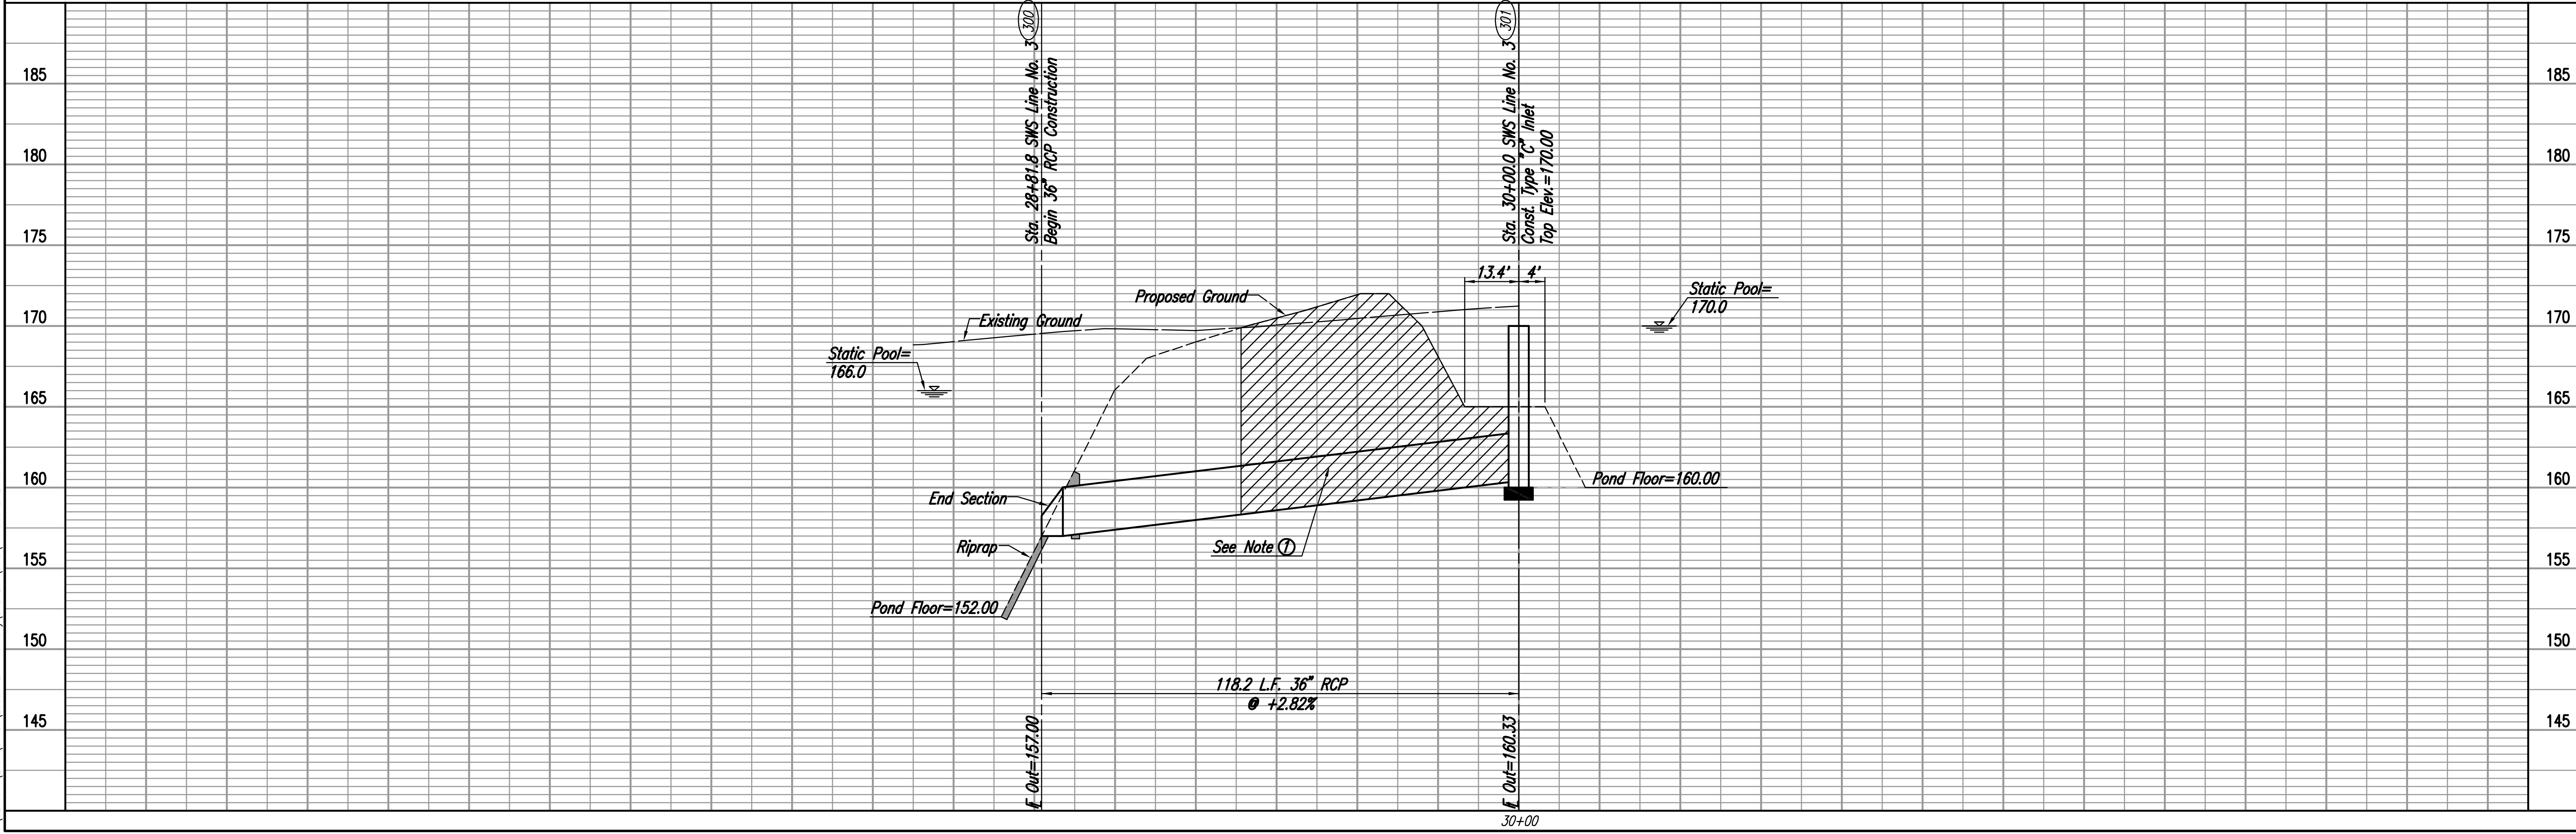 300
Sta. 28+81.8 SWS Line No. 3
Begin 36" RCP Construction
301
Sta. 30+00.0 SWS Line No. 3
Const. Type "C" Inlet
Top Elev.=170.00
185
185
180
180
175
175
13.4' 4'
Proposed Ground
Static Pool=
170.0
170
170
Existing Ground
Static Pool=
166.0
165
165
160
160
Pond Floor=160.00
End Section
Riprap
See Note 1
155
155
Pond Floor=152.00
150
150
118.2 L.F. 36" RCP
@ +2.82%
145
145
Out=157.00
Out=160.33
30+00